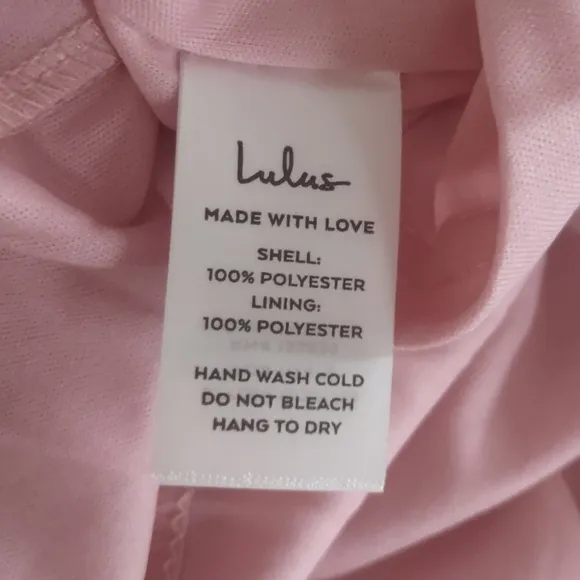 Lulus
MADE WITH LOVE
SHELL:
100% POLYESTER
LINING:
100% POLYESTER
HAND WASH COLD
DO NOT BLEACH
HANG TO DRY